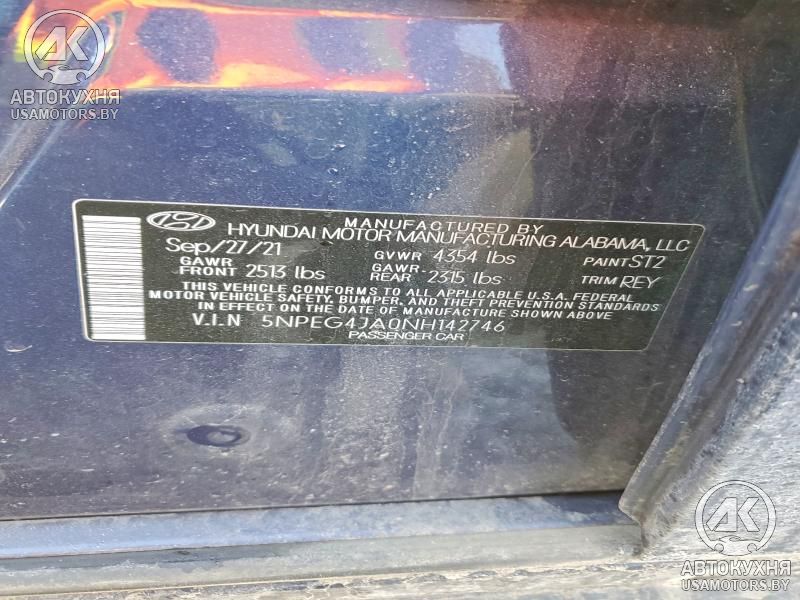 AK
АВТОКУХНЯ
USAMOTORS.BY
MANUFACTURED BY
HYUNDAI MOTOR MANUFACTURING ALABAMA, LLC
Sep/27/21 GVWR 4354 lbs PAINT ST2
GAWR FRONT 2513 lbs GAWR REAR 2315 lbs TRIM REY
THIS VEHICLE CONFORMS TO ALL APPLICABLE U.S.A. FEDERAL
MOTOR VEHICLE SAFETY, BUMPER, AND THEFT PREVENTION STANDARDS
IN EFFECT ON THE DATE OF MANUFACTURE SHOWN ABOVE.
V.I.N 5NPEG4JA0NH142746
PASSENGER CAR
AK
АВТОКУХНЯ
USAMOTORS.BY